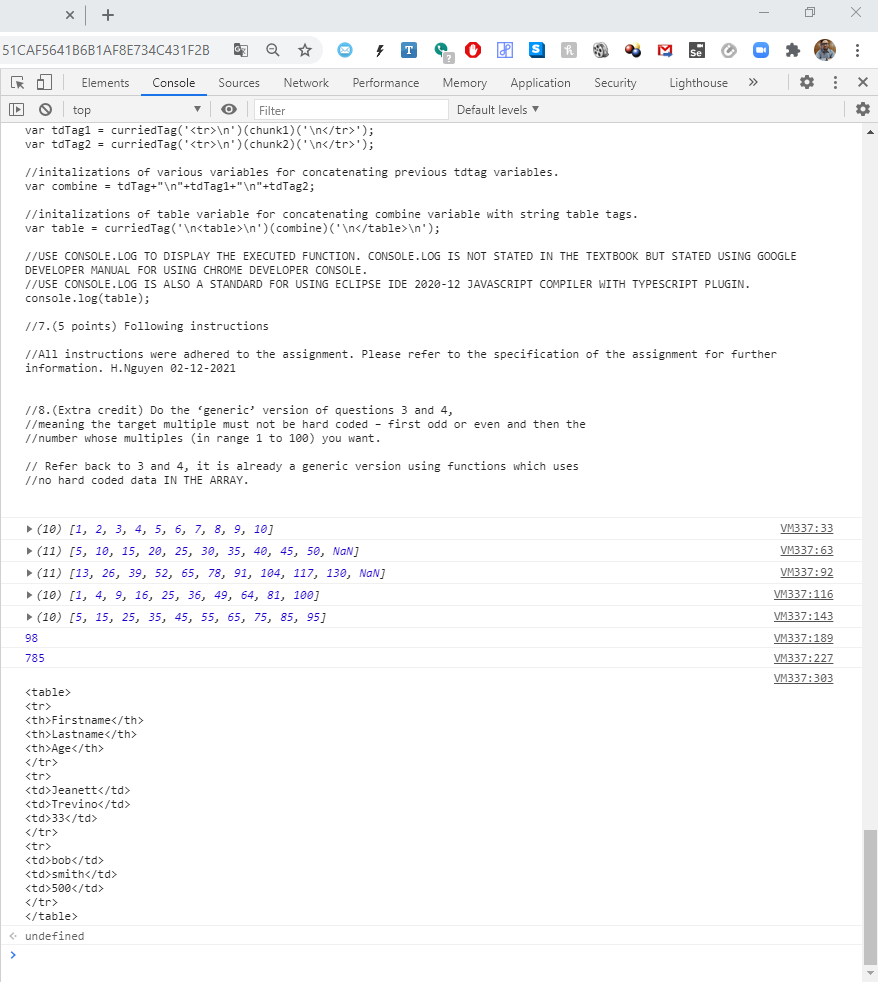 51CAF5641B6B1AF8E734C431F2B
Elements Console Sources Network Performance Memory Application Security Lighthouse
top Filter Default levels
var tdTag1 = curriedTag('<tr>\n')(chunk1)('\n</tr>');
var tdTag2 = curriedTag('<tr>\n')(chunk2)('\n</tr>');
//initalizations of various variables for concatenating previous tdtag variables.
var combine = tdTag+"\n"+tdTag1+"\n"+tdTag2;
//initalizations of table variable for concatenating combine variable with string table tags.
var table = curriedTag('\n<table>\n')(combine)('\n</table>\n');
//USE CONSOLE.LOG TO DISPLAY THE EXECUTED FUNCTION. CONSOLE.LOG IS NOT STATED IN THE TEXTBOOK BUT STATED USING GOOGLE
DEVELOPER MANUAL FOR USING CHROME DEVELOPER CONSOLE.
//USE CONSOLE.LOG IS ALSO A STANDARD FOR USING ECLIPSE IDE 2020-12 JAVASCRIPT COMPILER WITH TYPESCRIPT PLUGIN.
console.log(table);
//7.(5 points) Following instructions
//All instructions were adhered to the assignment. Please refer to the specification of the assignment for further
information. H.Nguyen 02-12-2021
//8.(Extra credit) Do the ‘generic’ version of questions 3 and 4,
//meaning the target multiple must not be hard coded – first odd or even and then the
//number whose multiples (in range 1 to 100) you want.
// Refer back to 3 and 4, it is already a generic version using functions which uses
//no hard coded data IN THE ARRAY.
(10) [1, 2, 3, 4, 5, 6, 7, 8, 9, 10] VM337:33
(11) [5, 10, 15, 20, 25, 30, 35, 40, 45, 50, NaN] VM337:63
(11) [13, 26, 39, 52, 65, 78, 91, 104, 117, 130, NaN] VM337:92
(10) [1, 4, 9, 16, 25, 36, 49, 64, 81, 100] VM337:116
(10) [5, 15, 25, 35, 45, 55, 65, 75, 85, 95] VM337:143
98 VM337:189
785 VM337:227
VM337:303
<table>
<tr>
<th>Firstname</th>
<th>Lastname</th>
<th>Age</th>
</tr>
<tr>
<td>Jeanett</td>
<td>Trevino</td>
<td>33</td>
</tr>
<tr>
<td>bob</td>
<td>smith</td>
<td>500</td>
</tr>
</table>
undefined